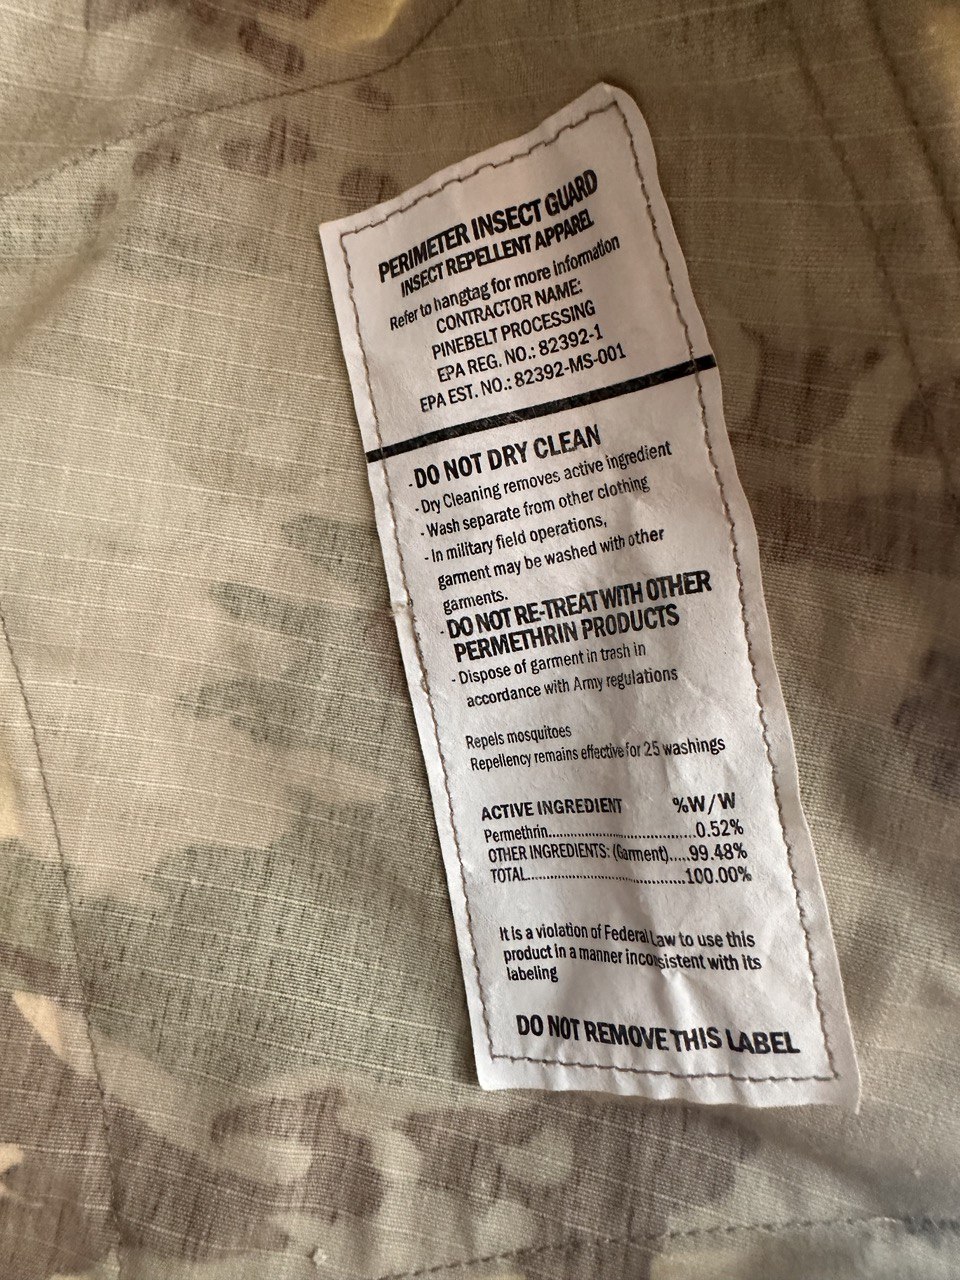 PERIMETER INSECT GUARD
INSECT REPELLENT APPAREL
Refer to hangtag for more information
CONTRACTOR NAME:
PINEBELT PROCESSING
EPA REG. NO.: 82392-1
EPA EST. NO.: 82392-MS-001
-DO NOT DRY CLEAN
- Dry Cleaning removes active ingredient
- Wash separate from other clothing
- In military field operations,
garment may be washed with other
garments.
-DO NOT RE-TREAT WITH OTHER
PERMETHRIN PRODUCTS
- Dispose of garment in trash in
accordance with Army regulations
Repels mosquitoes
Repellency remains effective for 25 washings
ACTIVE INGREDIENT %W/W
Permethrin.....................................0.52%
OTHER INGREDIENTS: (Garment).....99.48%
TOTAL.......................................100.00%
It is a violation of Federal Law to use this
product in a manner inconsistent with its
labeling
DO NOT REMOVE THIS LABEL